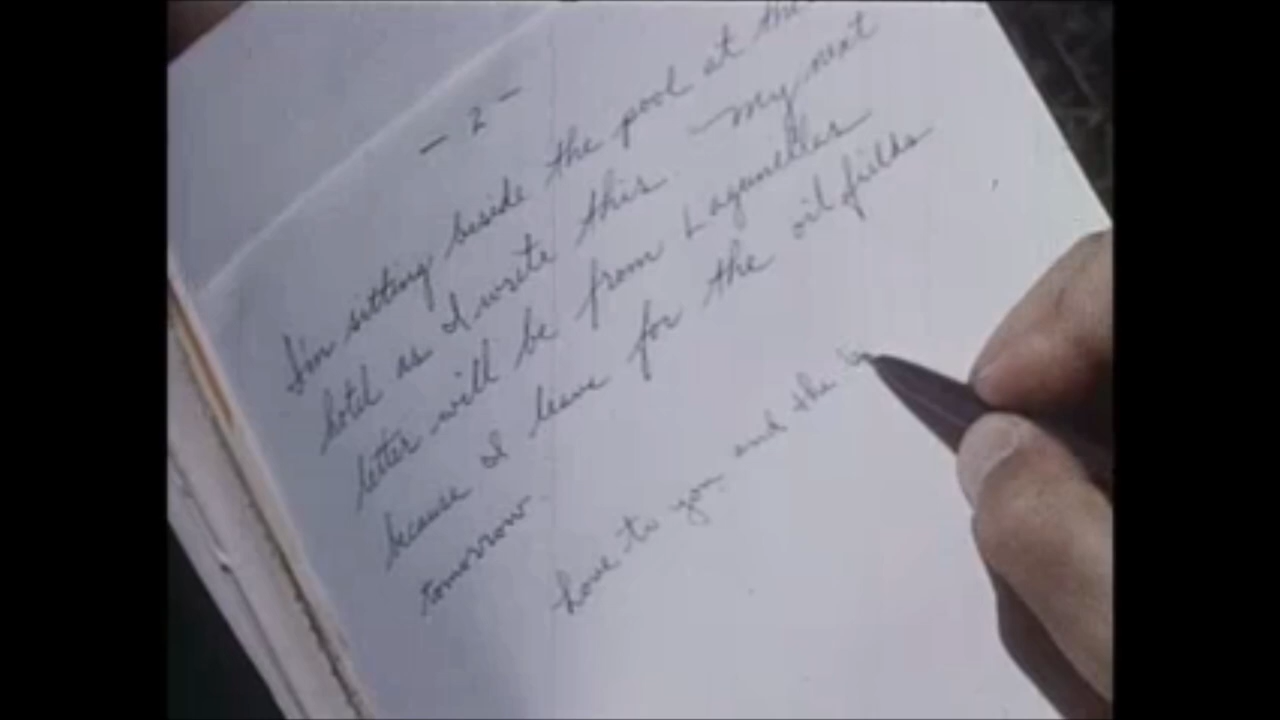 - 2 -
I'm sitting beside the pool at the
hotel as I write this. My next
letter will be from Lagunillas
because I leave for the oil fields
tomorrow.
Love to you and the